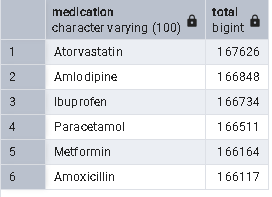 medication total
character varying (100) bigint
1 Atorvastatin 167626
2 Amlodipine 166848
3 Ibuprofen 166734
4 Paracetamol 166511
5 Metformin 166164
6 Amoxicillin 166117